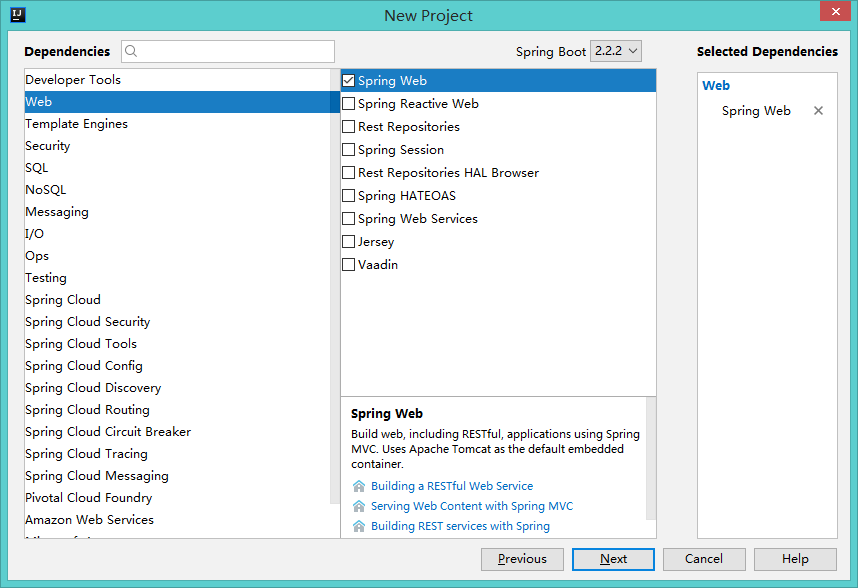 New Project
Dependencies
Spring Boot 2.2.2
Selected Dependencies
Developer Tools
Web
Template Engines
Security
SQL
NoSQL
Messaging
I/O
Ops
Testing
Spring Cloud
Spring Cloud Security
Spring Cloud Tools
Spring Cloud Config
Spring Cloud Discovery
Spring Cloud Routing
Spring Cloud Circuit Breaker
Spring Cloud Tracing
Spring Cloud Messaging
Pivotal Cloud Foundry
Amazon Web Services
Spring Web
Spring Reactive Web
Rest Repositories
Spring Session
Rest Repositories HAL Browser
Spring HATEOAS
Spring Web Services
Jersey
Vaadin
Spring Web
Build web, including RESTful, applications using Spring
MVC. Uses Apache Tomcat as the default embedded
container.
Building a RESTful Web Service
Serving Web Content with Spring MVC
Building REST services with Spring
Web
Spring Web
Previous
Next
Cancel
Help